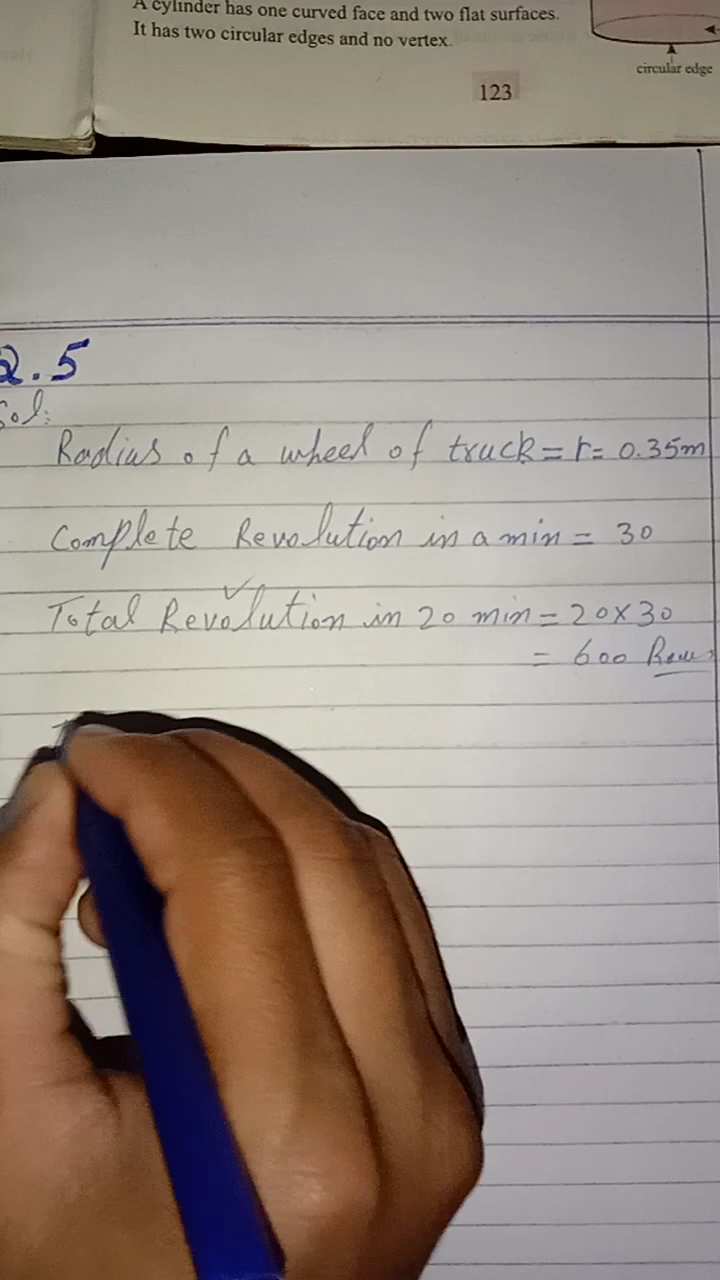 A cylinder has one curved face and two flat surfaces.
It has two circular edges and no vertex.
circular edge
123
Q.5
Sol:
Radius of a wheel of truck = r = 0.35m
Complete Revolution in a min = 30
Total Revolution in 20 min = 20 x 30
= 600